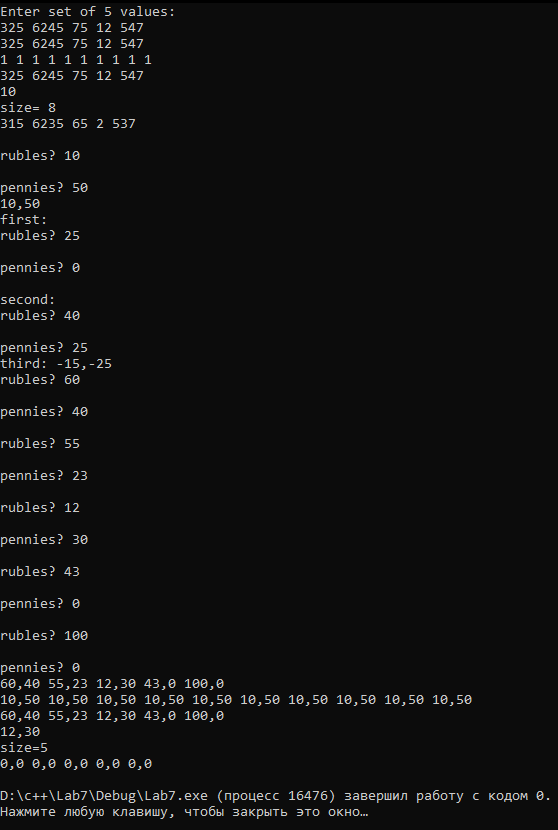 Enter set of 5 values:
325 6245 75 12 547
325 6245 75 12 547
1 1 1 1 1 1 1 1 1 1
325 6245 75 12 547
10
size= 8
315 6235 65 2 537
rubles? 10
pennies? 50
10,50
first:
rubles? 25
pennies? 0
second:
rubles? 40
pennies? 25
third: -15,-25
rubles? 60
pennies? 40
rubles? 55
pennies? 23
rubles? 12
pennies? 30
rubles? 43
pennies? 0
rubles? 100
pennies? 0
60,40 55,23 12,30 43,0 100,0
10,50 10,50 10,50 10,50 10,50 10,50 10,50 10,50 10,50 10,50
60,40 55,23 12,30 43,0 100,0
12,30
size=5
0,0 0,0 0,0 0,0 0,0
D:\c++\Lab7\Debug\Lab7.exe (процесс 16476) завершил работу с кодом 0.
Нажмите любую клавишу, чтобы закрыть это окно…